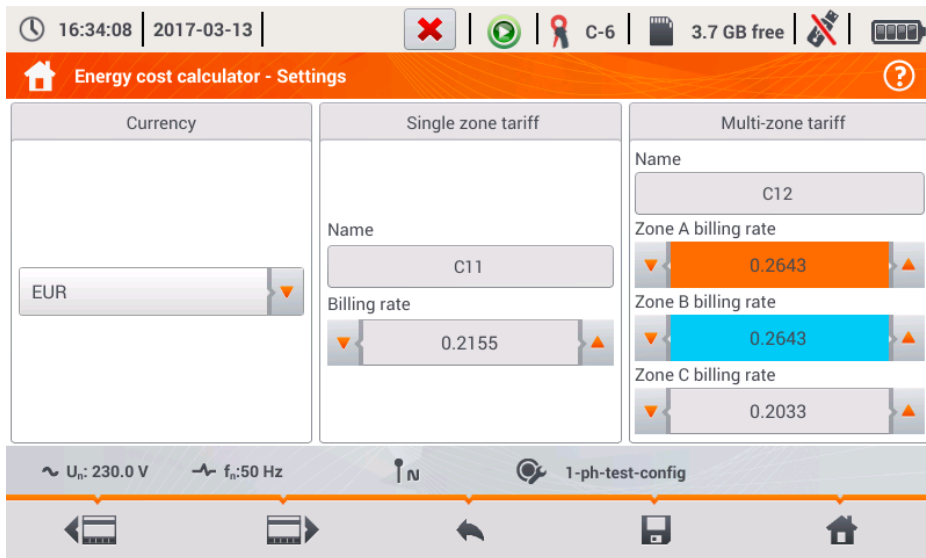 16:34:08 2017-03-13 C-6 3.7 GB free
Energy cost calculator - Settings ?
Currency
EUR
Single zone tariff
Name
C11
Billing rate
0.2155
Multi-zone tariff
Name
C12
Zone A billing rate
0.2643
Zone B billing rate
0.2643
Zone C billing rate
0.2033
Uₙ: 230.0 V fₙ:50 Hz N 1-ph-test-config